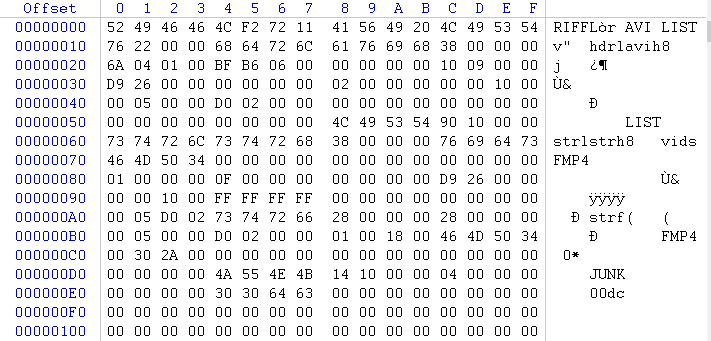 Offset 0 1 2 3 4 5 6 7 8 9 A B C D E F
00000000 52 49 46 46 4C F2 72 11 41 56 49 20 4C 49 53 54 RIFFLòr AVI LIST
00000010 76 22 00 00 68 64 72 6C 61 76 69 68 38 00 00 00 v" hdrlavih8
00000020 6A 04 01 00 BF B6 06 00 00 00 00 00 10 09 00 00 j ¿¶
00000030 D9 26 00 00 00 00 00 00 02 00 00 00 00 00 10 00 Ù&
00000040 00 05 00 00 D0 02 00 00 00 00 00 00 00 00 00 00 Ð
00000050 00 00 00 00 00 00 00 00 4C 49 53 54 90 10 00 00 LIST
00000060 73 74 72 6C 73 74 72 68 38 00 00 00 76 69 64 73 strlstrh8 vids
00000070 46 4D 50 34 00 00 00 00 00 00 00 00 00 00 00 00 FMP4
00000080 01 00 00 00 0F 00 00 00 00 00 00 00 D9 26 00 00 Ù&
00000090 00 00 10 00 FF FF FF FF 00 00 00 00 00 00 00 00 ÿÿÿÿ
000000A0 00 05 D0 02 73 74 72 66 28 00 00 00 28 00 00 00 Ð strf( (
000000B0 00 05 00 00 D0 02 00 00 01 00 18 00 46 4D 50 34 Ð FMP4
000000C0 00 30 2A 00 00 00 00 00 00 00 00 00 00 00 00 00 0*
000000D0 00 00 00 00 4A 55 4E 4B 14 10 00 00 04 00 00 00 JUNK
000000E0 00 00 00 00 30 30 64 63 00 00 00 00 00 00 00 00 00dc
000000F0 00 00 00 00 00 00 00 00 00 00 00 00 00 00 00 00
00000100 00 00 00 00 00 00 00 00 00 00 00 00 00 00 00 00